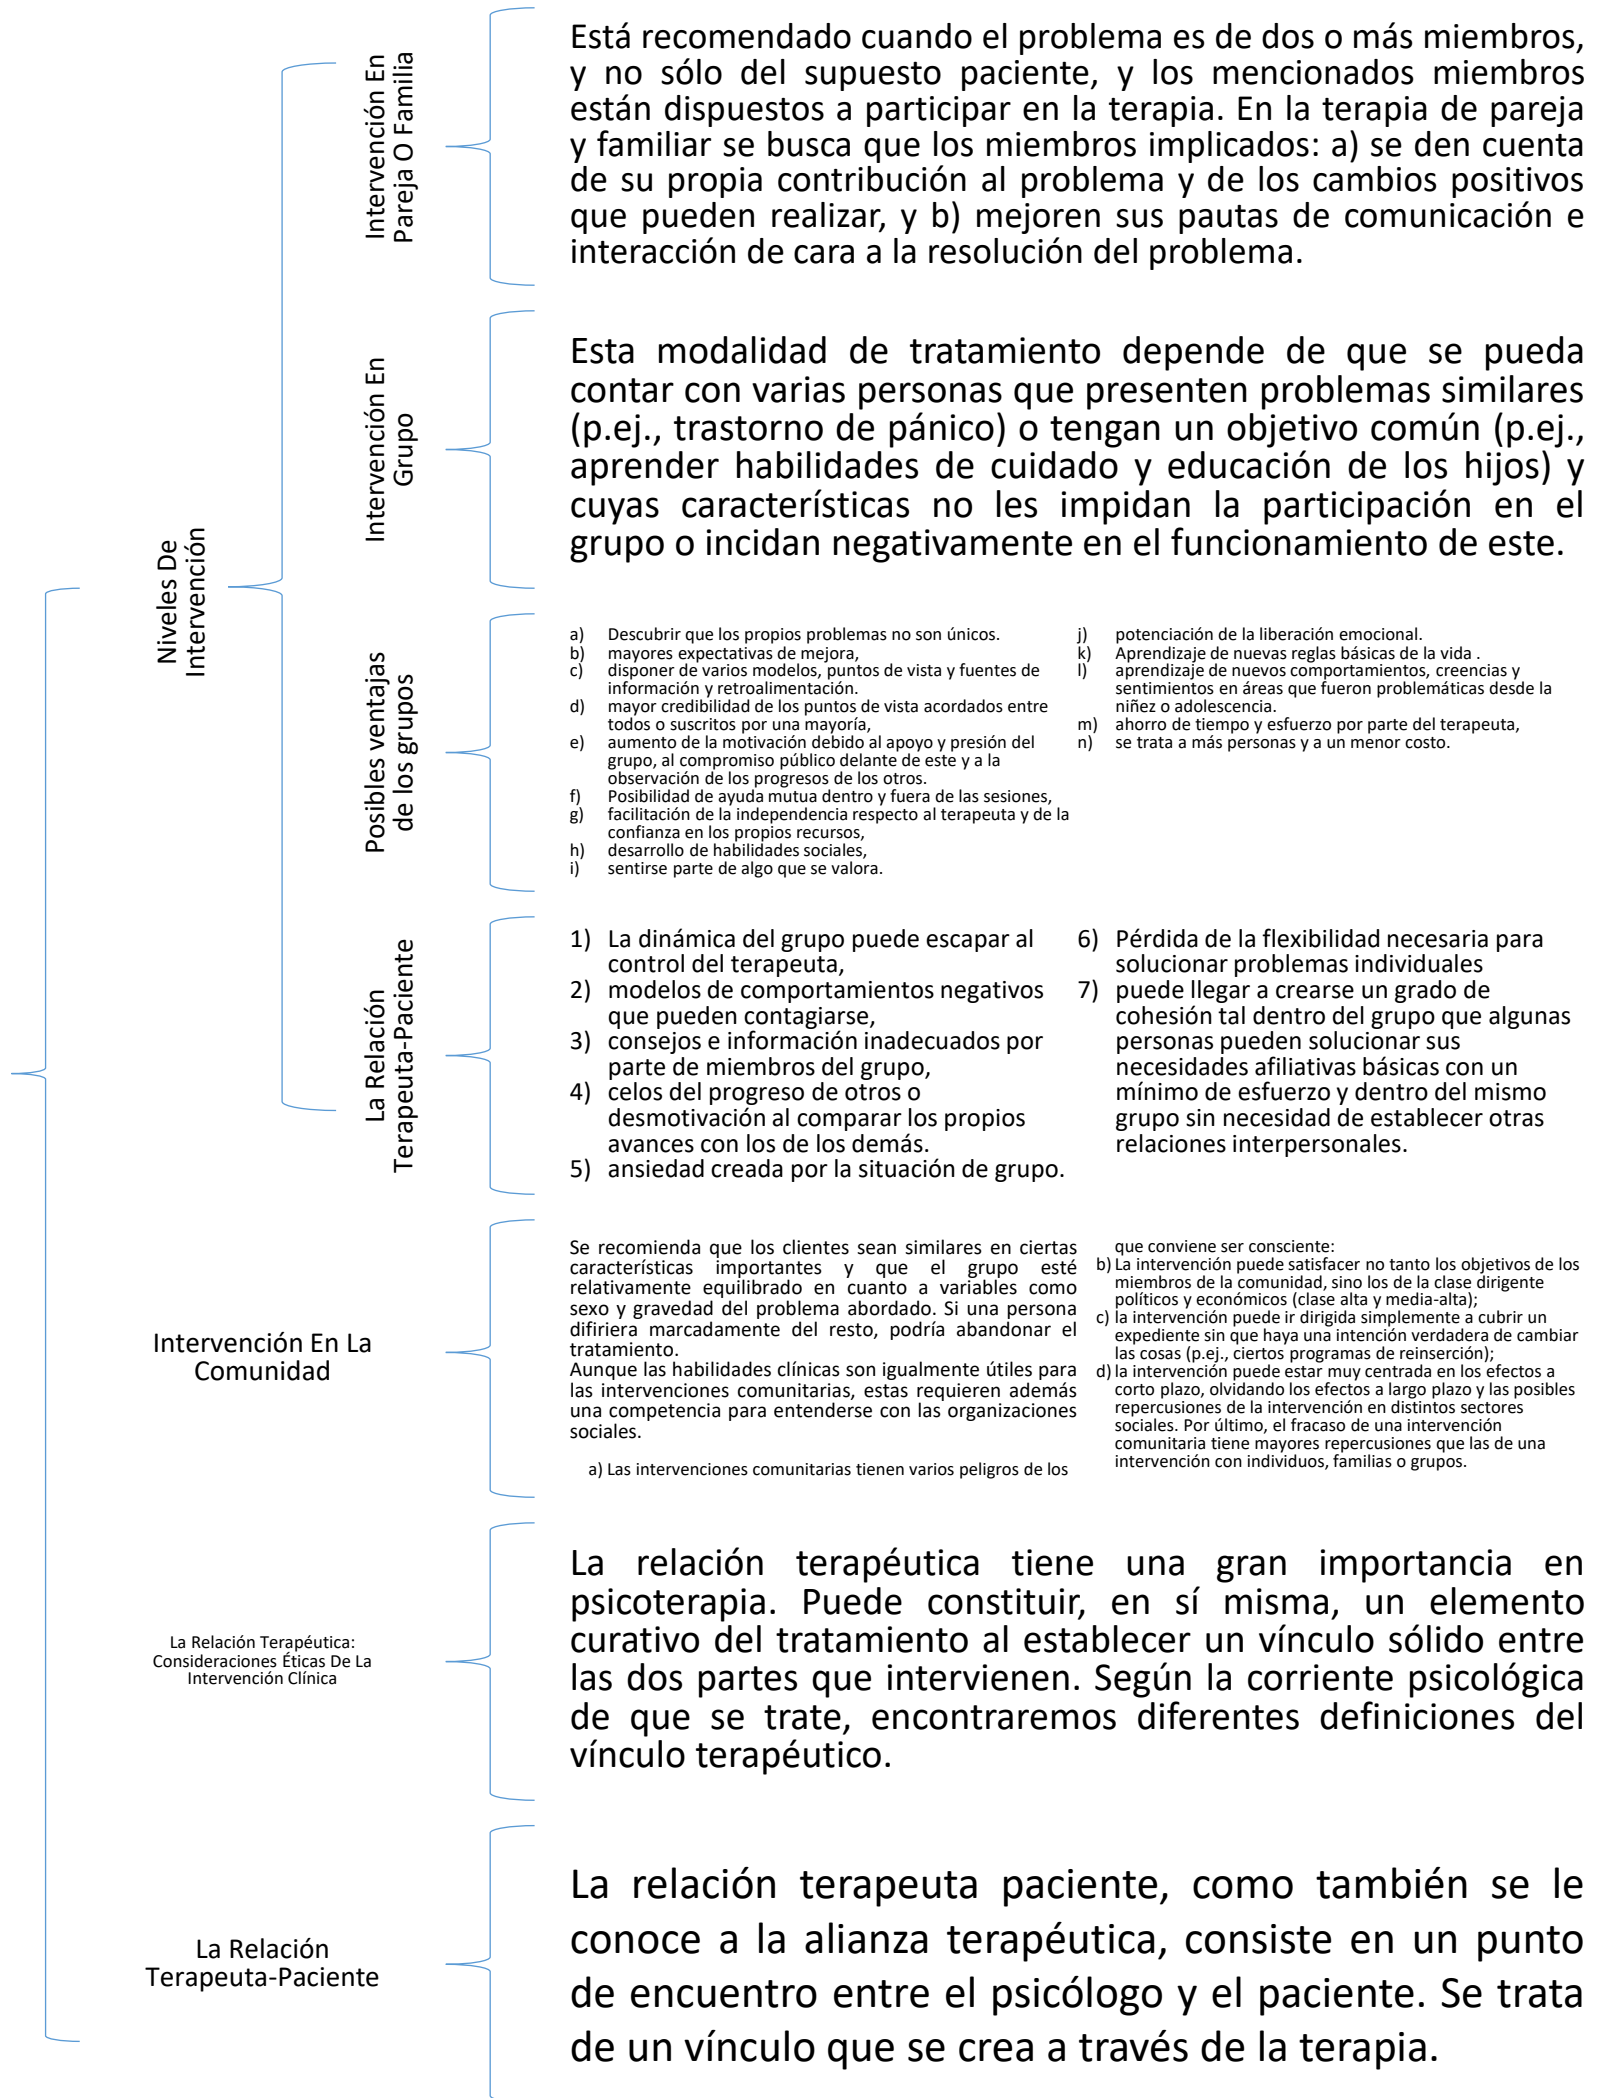 Niveles De
Intervención
Intervención En
Pareja O Familia
Está recomendado cuando el problema es de dos o más miembros,
y no sólo del supuesto paciente, y los mencionados miembros
están dispuestos a participar en la terapia. En la terapia de pareja
y familiar se busca que los miembros implicados: a) se den cuenta
de su propia contribución al problema y de los cambios positivos
que pueden realizar, y b) mejoren sus pautas de comunicación e
interacción de cara a la resolución del problema.
Intervención En
Grupo
Esta modalidad de tratamiento depende de que se pueda
contar con varias personas que presenten problemas similares
(p.ej., trastorno de pánico) o tengan un objetivo común (p.ej.,
aprender habilidades de cuidado y educación de los hijos) y
cuyas características no les impidan la participación en el
grupo o incidan negativamente en el funcionamiento de este.
Posibles ventajas
de los grupos
a) Descubrir que los propios problemas no son únicos.
b) mayores expectativas de mejora,
c) disponer de varios modelos, puntos de vista y fuentes de
información y retroalimentación.
d) mayor credibilidad de los puntos de vista acordados entre
todos o suscritos por una mayoría,
e) aumento de la motivación debido al apoyo y presión del
grupo, al compromiso público delante de este y a la
observación de los progresos de los otros.
f) Posibilidad de ayuda mutua dentro y fuera de las sesiones,
g) facilitación de la independencia respecto al terapeuta y de la
confianza en los propios recursos,
h) desarrollo de habilidades sociales,
i) sentirse parte de algo que se valora.
j) potenciación de la liberación emocional.
k) Aprendizaje de nuevas reglas básicas de la vida .
l) aprendizaje de nuevos comportamientos, creencias y
sentimientos en áreas que fueron problemáticas desde la
niñez o adolescencia.
m) ahorro de tiempo y esfuerzo por parte del terapeuta,
n) se trata a más personas y a un menor costo.
La Relación
Terapeuta-Paciente
1) La dinámica del grupo puede escapar al
control del terapeuta,
2) modelos de comportamientos negativos
que pueden contagiarse,
3) consejos e información inadecuados por
parte de miembros del grupo,
4) celos del progreso de otros o
desmotivación al comparar los propios
avances con los de los demás.
5) ansiedad creada por la situación de grupo.
6) Pérdida de la flexibilidad necesaria para
solucionar problemas individuales
7) puede llegar a crearse un grado de
cohesión tal dentro del grupo que algunas
personas pueden solucionar sus
necesidades afiliativas básicas con un
mínimo de esfuerzo y dentro del mismo
grupo sin necesidad de establecer otras
relaciones interpersonales.
Intervención En La
Comunidad
Se recomienda que los clientes sean similares en ciertas
características importantes y que el grupo esté
relativamente equilibrado en cuanto a variables como
sexo y gravedad del problema abordado. Si una persona
difiriera marcadamente del resto, podría abandonar el
tratamiento.
Aunque las habilidades clínicas son igualmente útiles para
las intervenciones comunitarias, estas requieren además
una competencia para entenderse con las organizaciones
sociales.
a) Las intervenciones comunitarias tienen varios peligros de los
que conviene ser consciente:
b) La intervención puede satisfacer no tanto los objetivos de los
miembros de la comunidad, sino los de la clase dirigente
políticos y económicos (clase alta y media-alta);
c) la intervención puede ir dirigida simplemente a cubrir un
expediente sin que haya una intención verdadera de cambiar
las cosas (p.ej., ciertos programas de reinserción);
d) la intervención puede estar muy centrada en los efectos a
corto plazo, olvidando los efectos a largo plazo y las posibles
repercusiones de la intervención en distintos sectores
sociales. Por último, el fracaso de una intervención
comunitaria tiene mayores repercusiones que las de una
intervención con individuos, familias o grupos.
La Relación Terapéutica:
Consideraciones Éticas De La
Intervención Clínica
La relación terapéutica tiene una gran importancia en
psicoterapia. Puede constituir, en sí misma, un elemento
curativo del tratamiento al establecer un vínculo sólido entre
las dos partes que intervienen. Según la corriente psicológica
de que se trate, encontraremos diferentes definiciones del
vínculo terapéutico.
La Relación
Terapeuta-Paciente
La relación terapeuta paciente, como también se le
conoce a la alianza terapéutica, consiste en un punto
de encuentro entre el psicólogo y el paciente. Se trata
de un vínculo que se crea a través de la terapia.